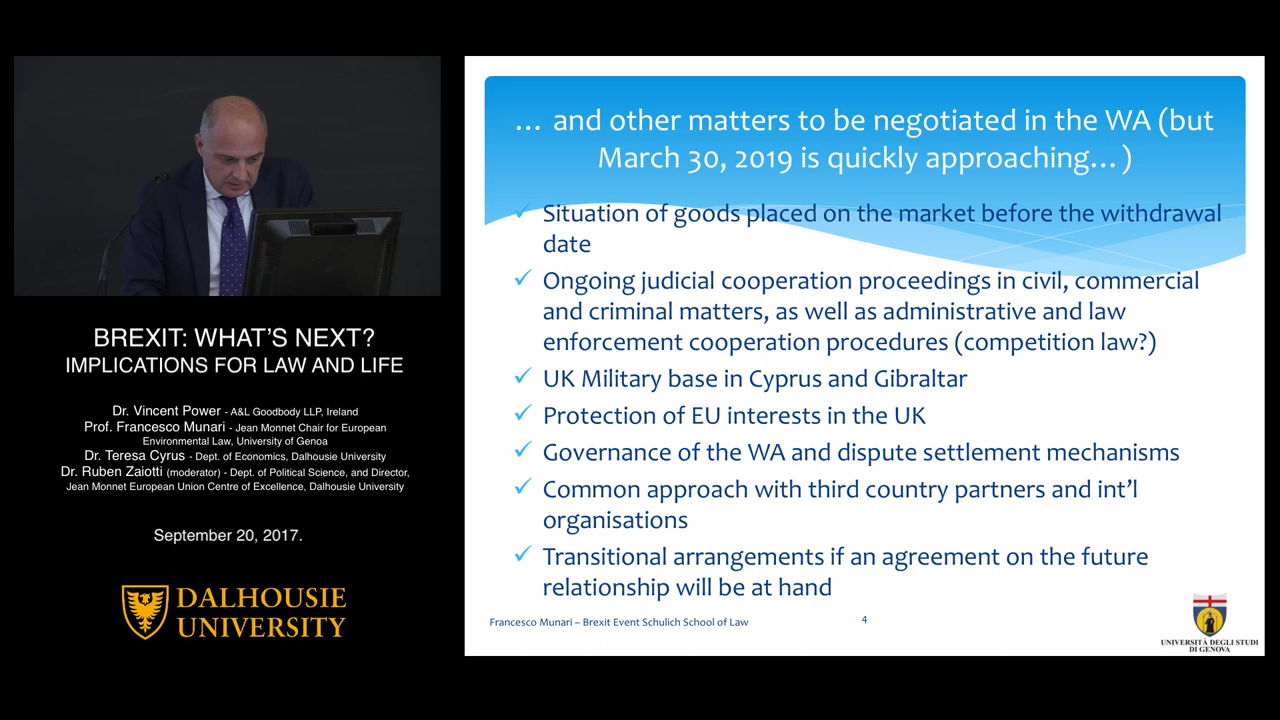 BREXIT: WHAT'S NEXT?
IMPLICATIONS FOR LAW AND LIFE
Dr. Vincent Power - A&L Goodbody LLP, Ireland
Prof. Francesco Munari - Jean Monnet Chair for European
Environmental Law, University of Genoa
Dr. Teresa Cyrus - Dept. of Economics, Dalhousie University
Dr. Ruben Zaiotti (moderator) - Dept. of Political Science, and Director,
Jean Monnet European Union Centre of Excellence, Dalhousie University
September 20, 2017.
DALHOUSIE
UNIVERSITY
… and other matters to be negotiated in the WA (but
March 30, 2019 is quickly approaching…)
✓ Situation of goods placed on the market before the withdrawal
date
✓ Ongoing judicial cooperation proceedings in civil, commercial
and criminal matters, as well as administrative and law
enforcement cooperation procedures (competition law?)
✓ UK Military base in Cyprus and Gibraltar
✓ Protection of EU interests in the UK
✓ Governance of the WA and dispute settlement mechanisms
✓ Common approach with third country partners and int'l
organisations
✓ Transitional arrangements if an agreement on the future
relationship will be at hand
Francesco Munari – Brexit Event Schulich School of Law
4
UNIVERSITÀ DEGLI STUDI
DI GENOVA